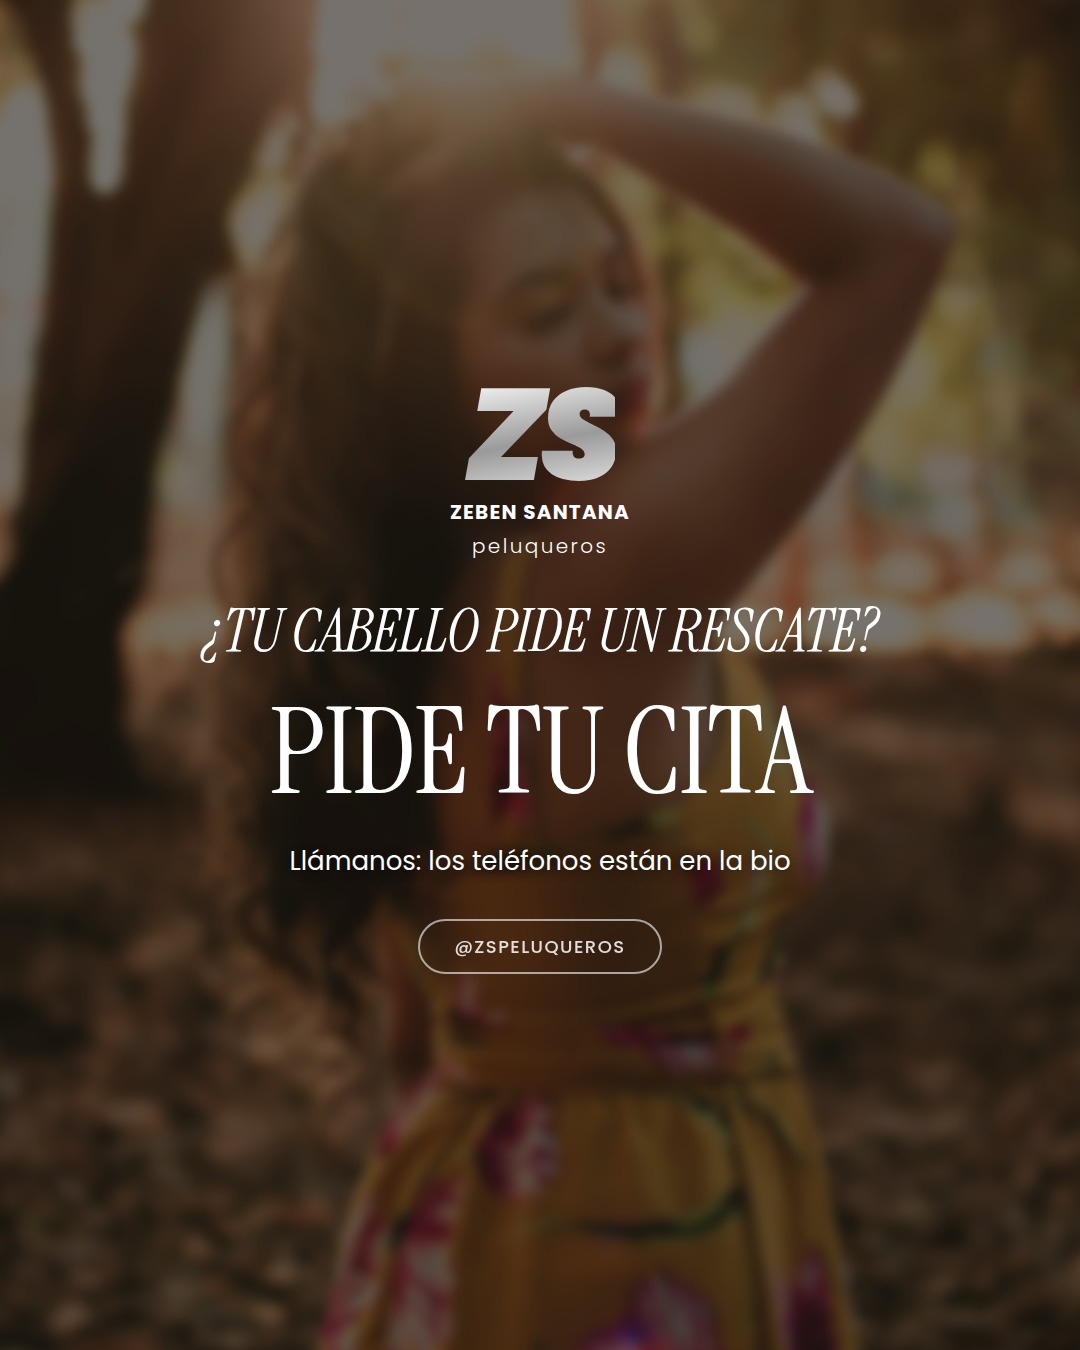 ZS
ZEBEN SANTANA
peluqueros
¿TU CABELLO PIDE UN RESCATE?
PIDE TU CITA
Llámanos: los teléfonos están en la bio
@ZSPELUQUEROS